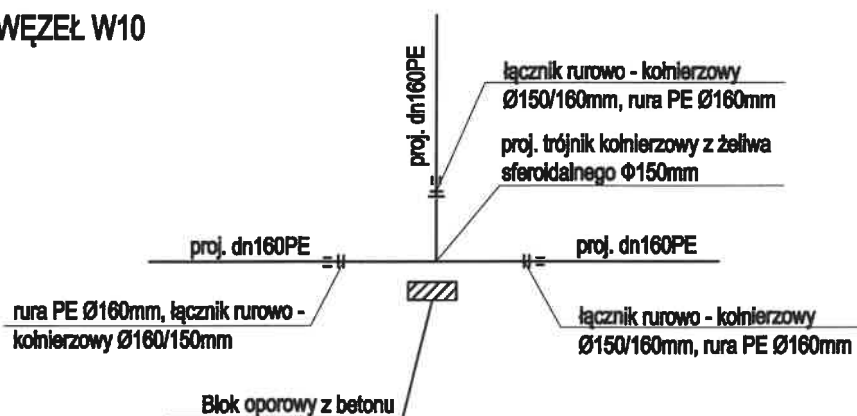 WĘZEŁ W10
proj. dn160PE
łącznik rurowo - kołnierzowy
Ø150/160mm, rura PE Ø160mm
proj. trójnik kołnierzowy z żeliwa
sferoidalnego Φ150mm
proj. dn160PE
proj. dn160PE
rura PE Ø160mm, łącznik rurowo -
kołnierzowy Ø160/150mm
łącznik rurowo - kołnierzowy
Ø150/160mm, rura PE Ø160mm
Blok oporowy z betonu